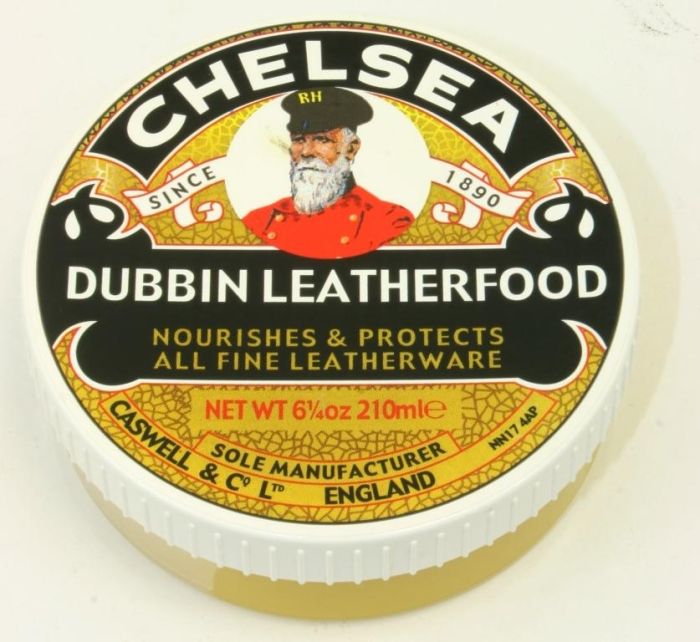 CHELSEA
RH
SINCE 1890
DUBBIN LEATHERFOOD
NOURISHES & PROTECTS
ALL FINE LEATHERWARE
NET WT 6¼oz 210ml℮
SOLE MANUFACTURER
CASWELL & Cº Lᵀᴰ ENGLAND NN17 4AP